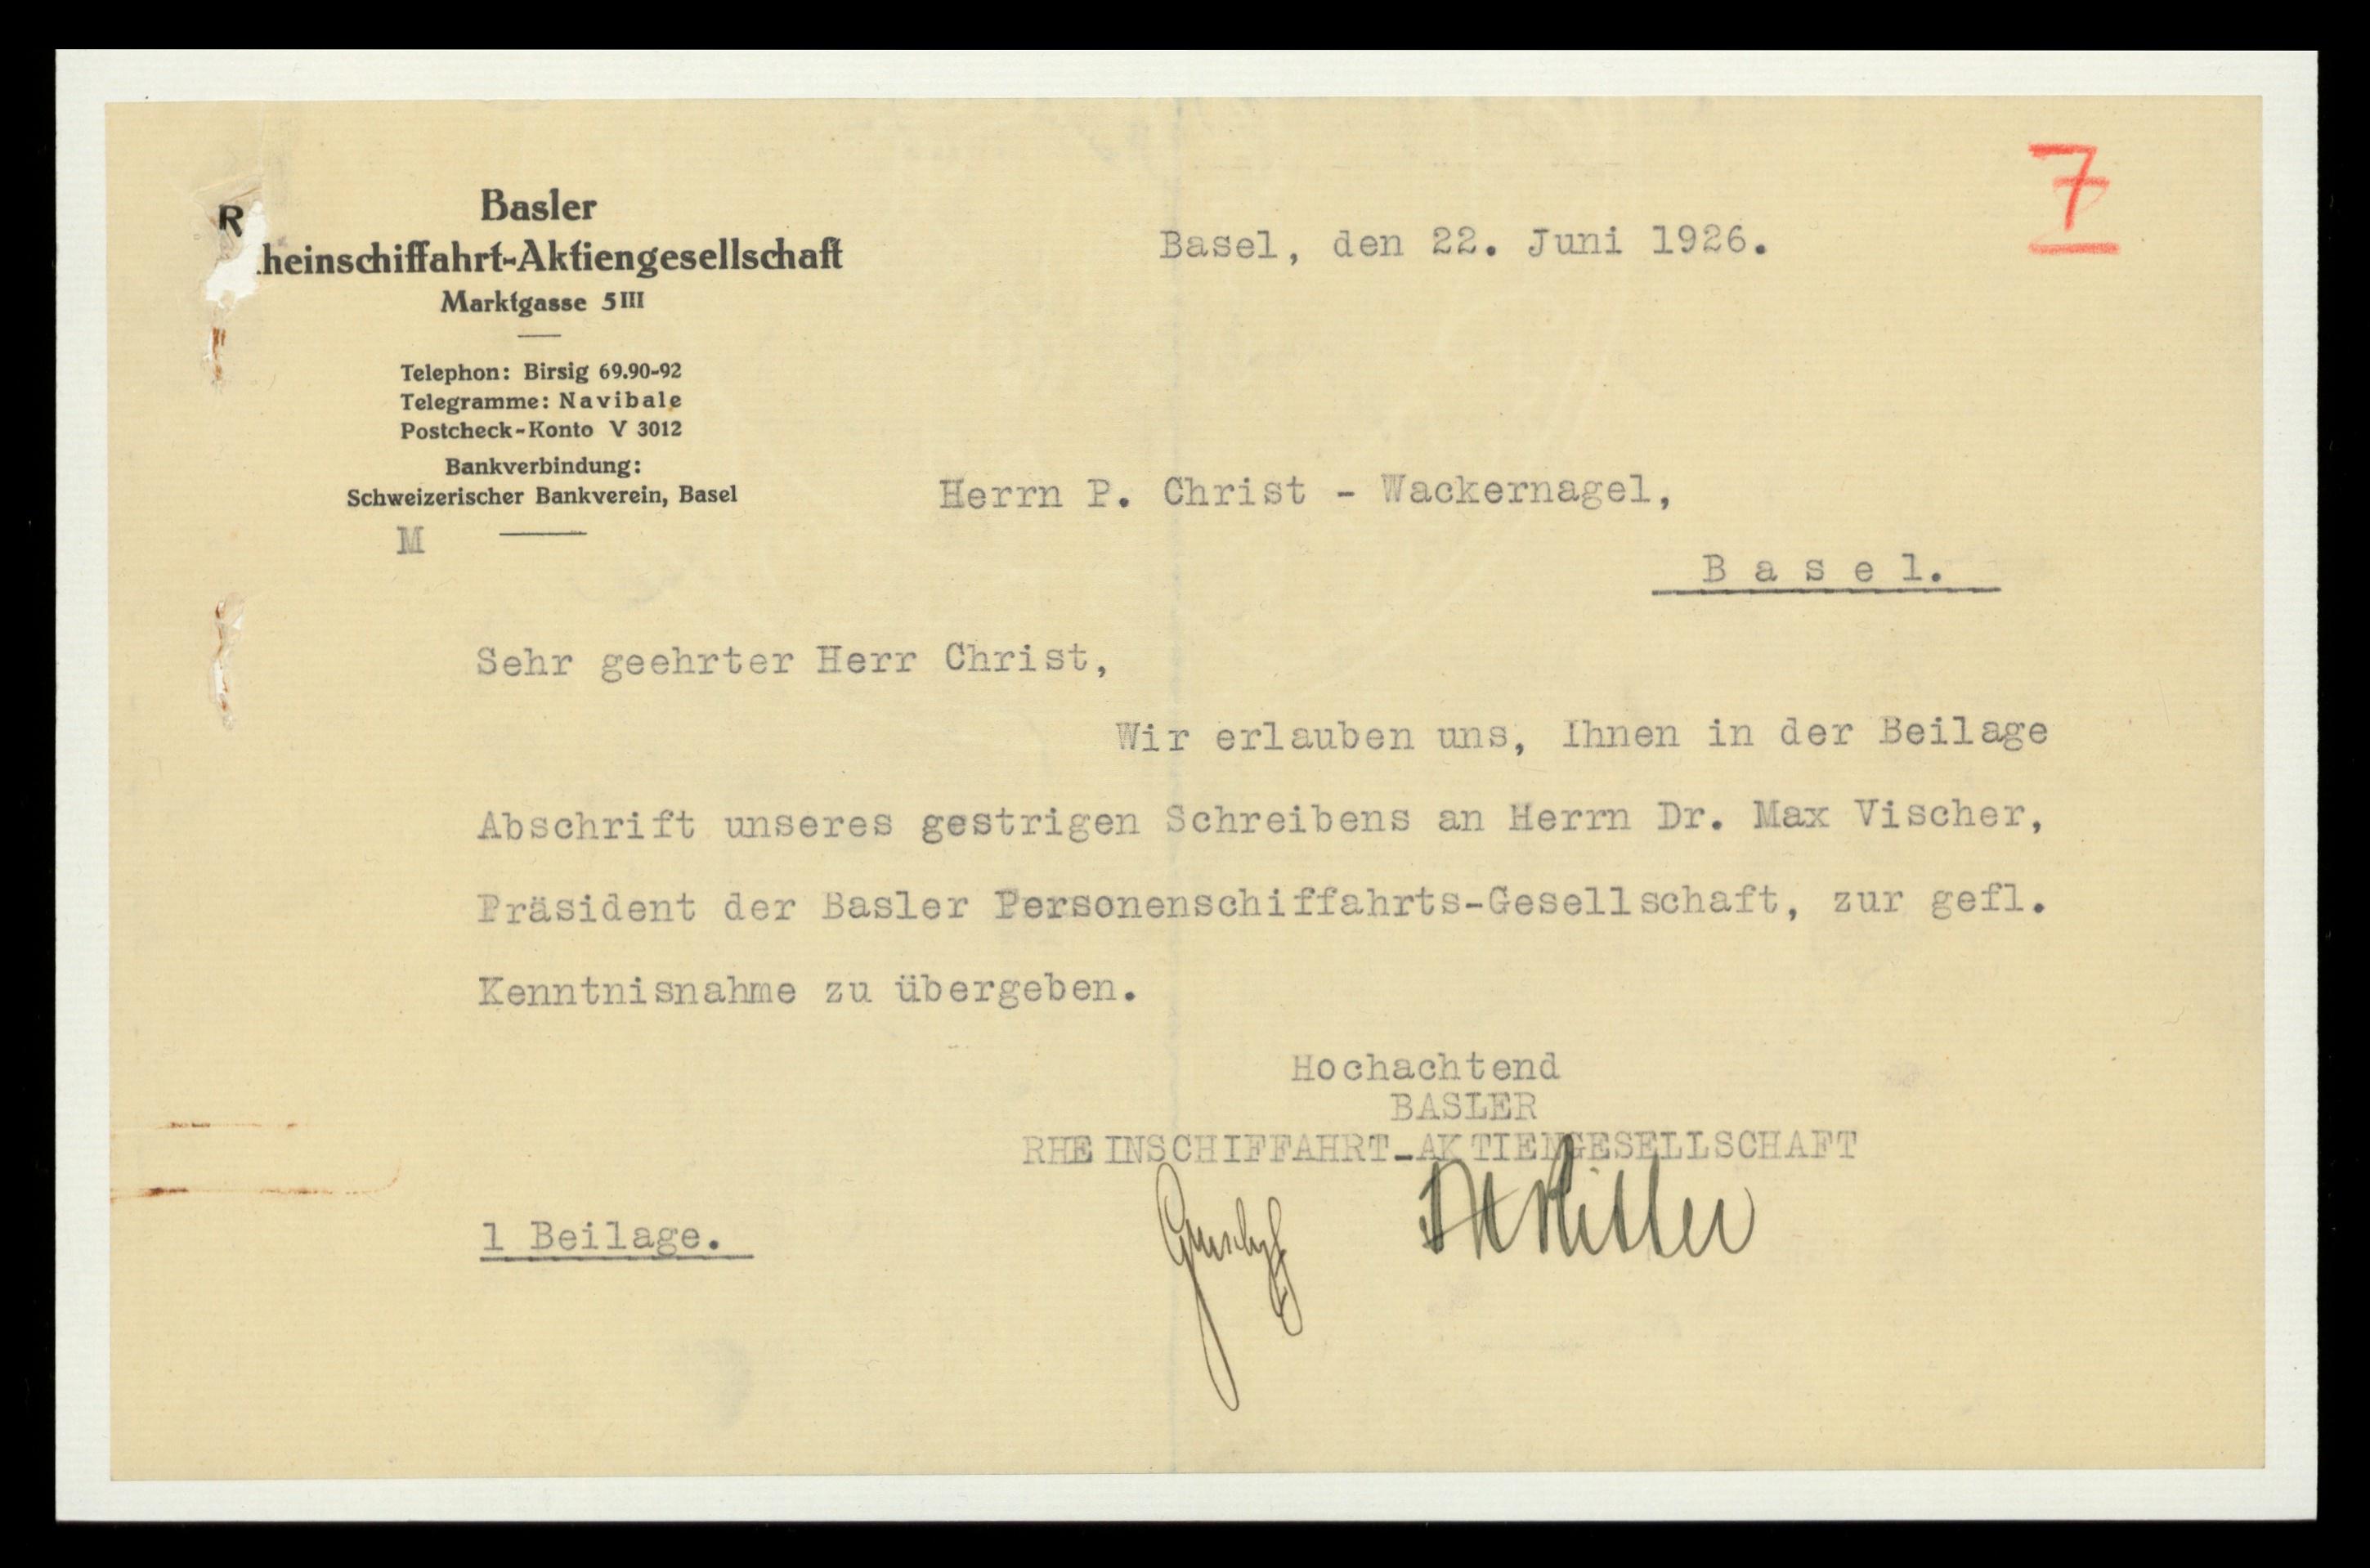 Basler
Rheinschiffahrt-Aktiengesellschaft
Marktgasse 5III
Telephon: Birsig 69.90-92
Telegramme: Navibale
Postcheck-Konto V 3012
Bankverbindung:
Schweizerischer Bankverein, Basel
M
7
Basel, den 22. Juni 1926.
Herrn P. Christ - Wackernagel,
B a s e l.
Sehr geehrter Herr Christ,
Wir erlauben uns, Ihnen in der Beilage
Abschrift unseres gestrigen Schreibens an Herrn Dr. Max Vischer,
Präsident der Basler Personenschiffahrts-Gesellschaft, zur gefl.
Kenntnisnahme zu übergeben.
Hochachtend
BASLER
RHEINSCHIFFAHRT-AKTIENGESELLSCHAFT
1 Beilage.